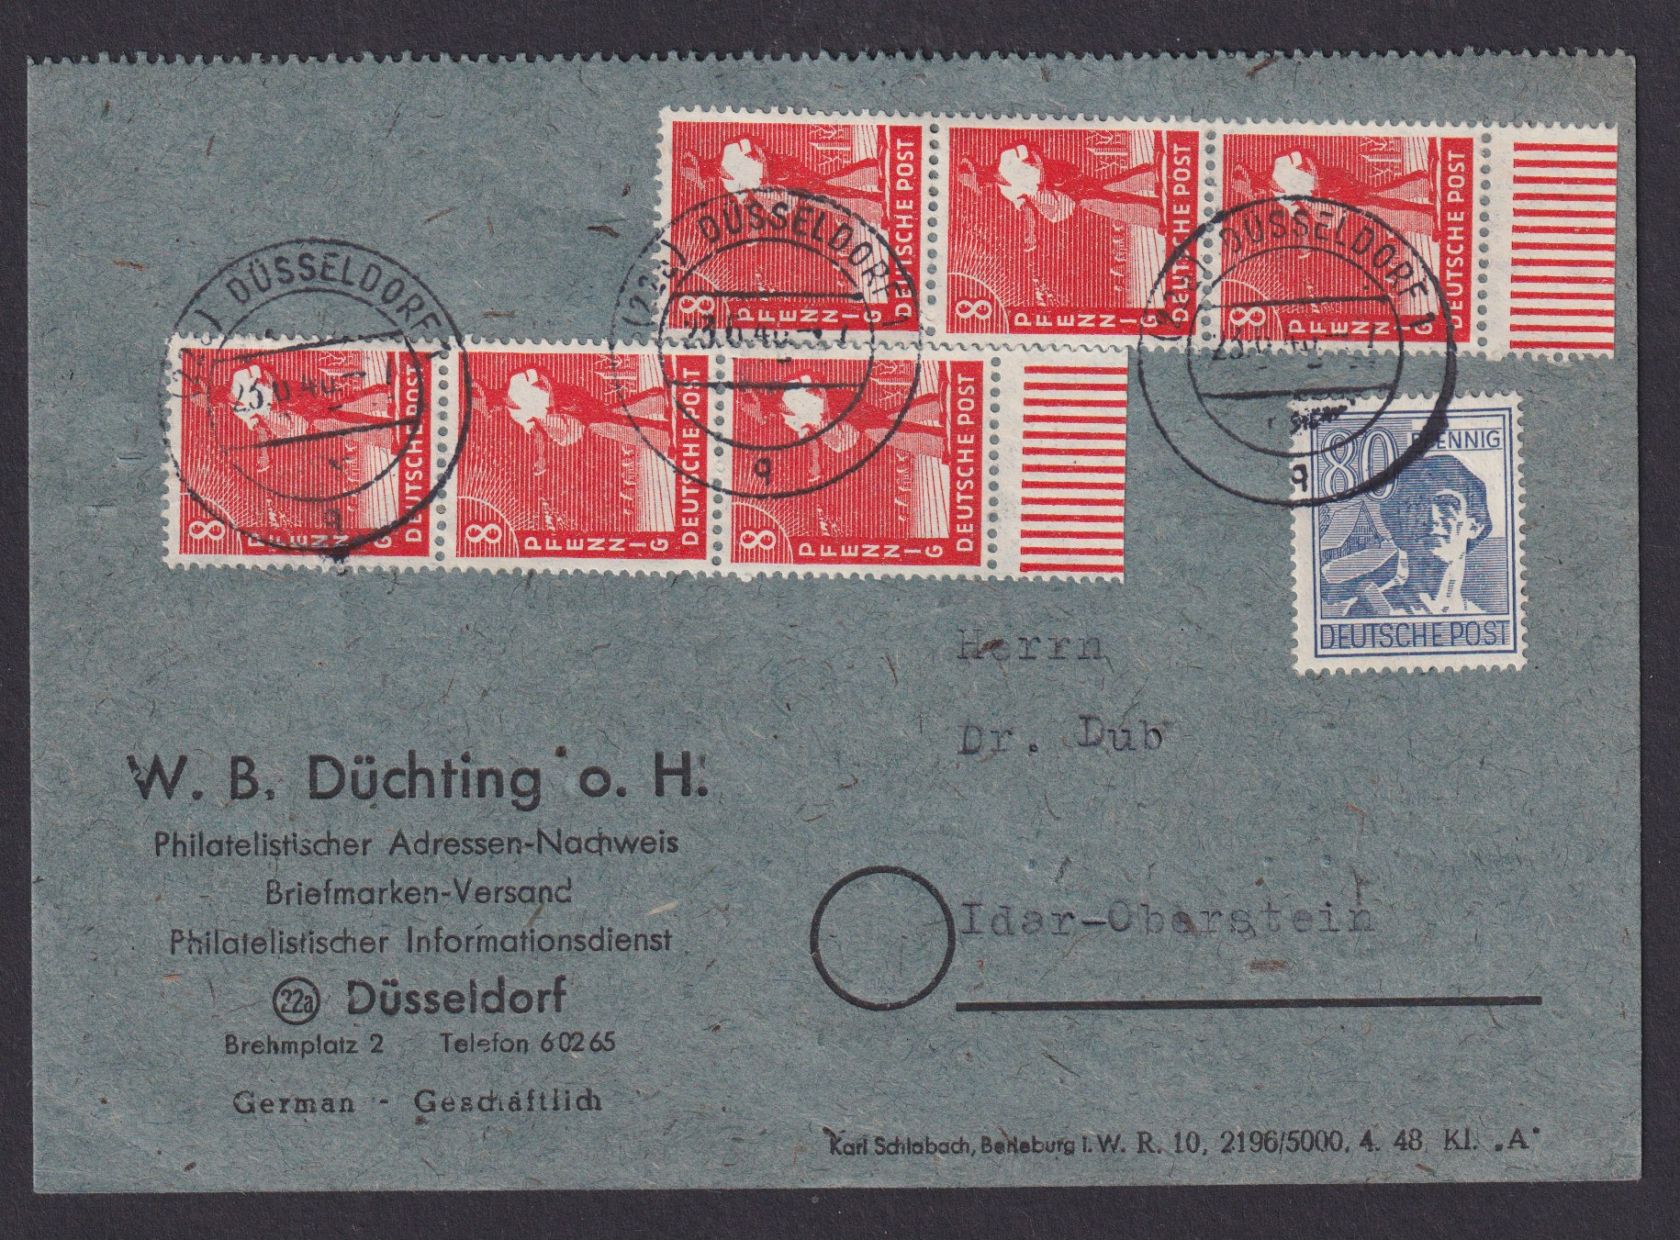 8 PFENNIG DEUTSCHE POST
8 PFENNIG DEUTSCHE POST
8 PFENNIG DEUTSCHE POST
8 PFENNIG DEUTSCHE POST
8 PFENNIG DEUTSCHE POST
8 PFENNIG DEUTSCHE POST
DÜSSELDORF
DÜSSELDORF 1
q
DÜSSELDORF 1
q
80 PFENNIG
DEUTSCHE POST
Herrn
Dr. Dub
Idar-Oberstein
W. B. Düchting o. H.
Philatelistischer Adressen-Nachweis
Briefmarken-Versand
Philatelistischer Informationsdienst
22a Düsseldorf
Brehmplatz 2 Telefon 60265
German - Geschäftlich
Karl Schlabach, Berleburg i. W. R. 10, 2196/5000, 4. 48 Kl. „A"